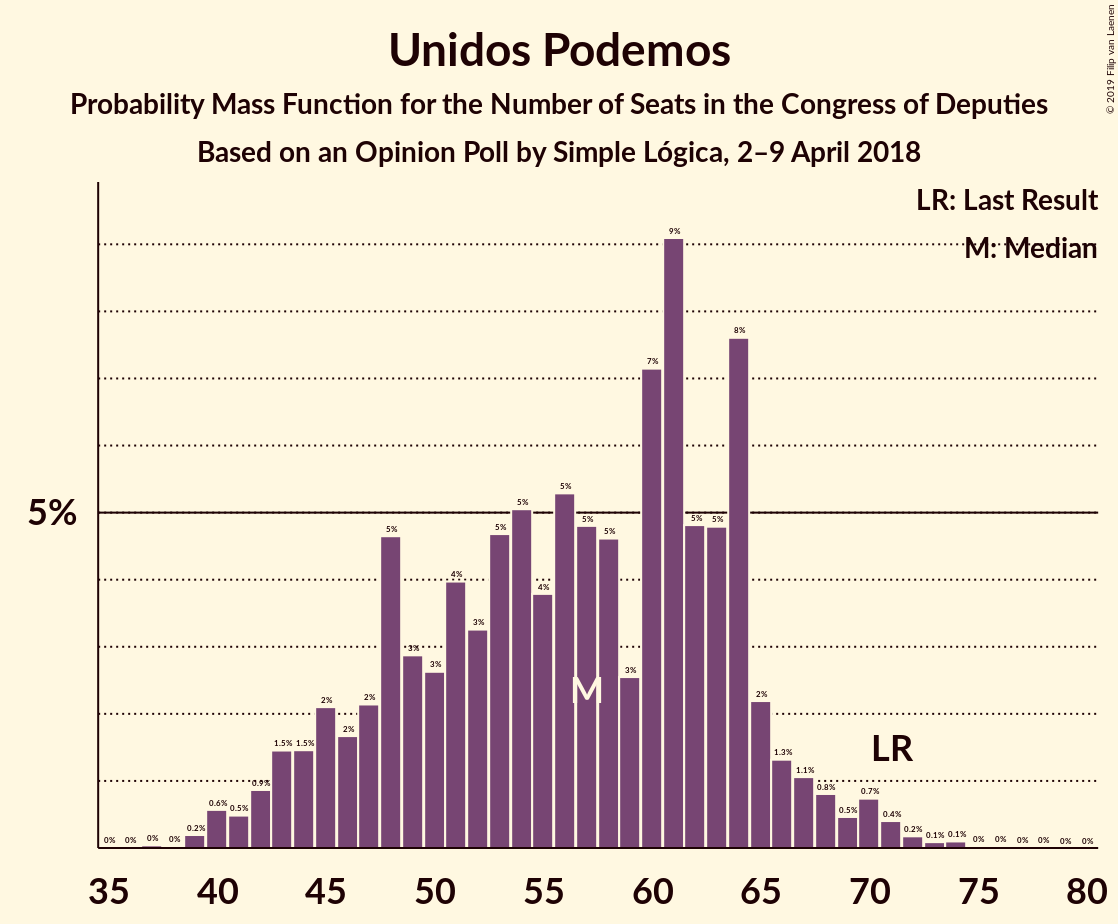 Unidos Podemos
Probability Mass Function for the Number of Seats in the Congress of Deputies
Based on an Opinion Poll by Simple Lógica, 2–9 April 2018
© 2019 Filip van Laenen
LR: Last Result
M: Median
5%
0% 0% 0% 0% 0.2% 0.6% 0.5% 0.9% 1.5% 1.5% 2% 2% 2% 5% 3% 3% 4% 3% 5% 5% 4% 5% 5% 5% 3% 7% 9% 5% 5% 8% 2% 1.3% 1.1% 0.8% 0.5% 0.7% 0.4% 0.2% 0.1% 0.1% 0% 0% 0% 0% 0% 0%
M
LR
35 40 45 50 55 60 65 70 75 80